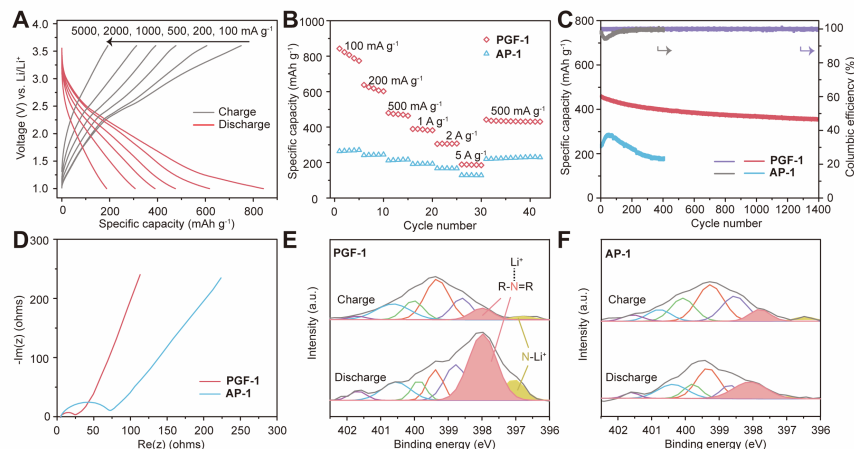 A
5000, 2000, 1000, 500, 200, 100 mA g⁻¹
Voltage (V) vs. Li/Li⁺
4.0
3.5
3.0
2.5
2.0
1.5
1.0
Charge
Discharge
0 200 400 600 800
Specific capacity (mAh g⁻¹)
B
Specific capacity (mAh g⁻¹)
1000
800
600
400
200
0
PGF-1
AP-1
100 mA g⁻¹
200 mA g⁻¹
500 mA g⁻¹
1 A g⁻¹
2 A g⁻¹
5 A g⁻¹
500 mA g⁻¹
0 10 20 30 40
Cycle number
C
Specific capacity (mAh g⁻¹)
800
600
400
200
0
100
80
60
40
20
0
Columbic efficiency (%)
PGF-1
AP-1
0 200 400 600 800 1000 1200 1400
Cycle number
D
-Im(z) (ohms)
300
250
200
150
100
50
0
PGF-1
AP-1
0 50 100 150 200 250 300
Re(z) (ohms)
E
PGF-1
Intensity (a.u.)
Charge
Discharge
Li⁺
R-N=R
N-Li⁺
402 401 400 399 398 397 396
Binding energy (eV)
F
AP-1
Intensity (a.u.)
Charge
Discharge
402 401 400 399 398 397 396
Binding energy (eV)